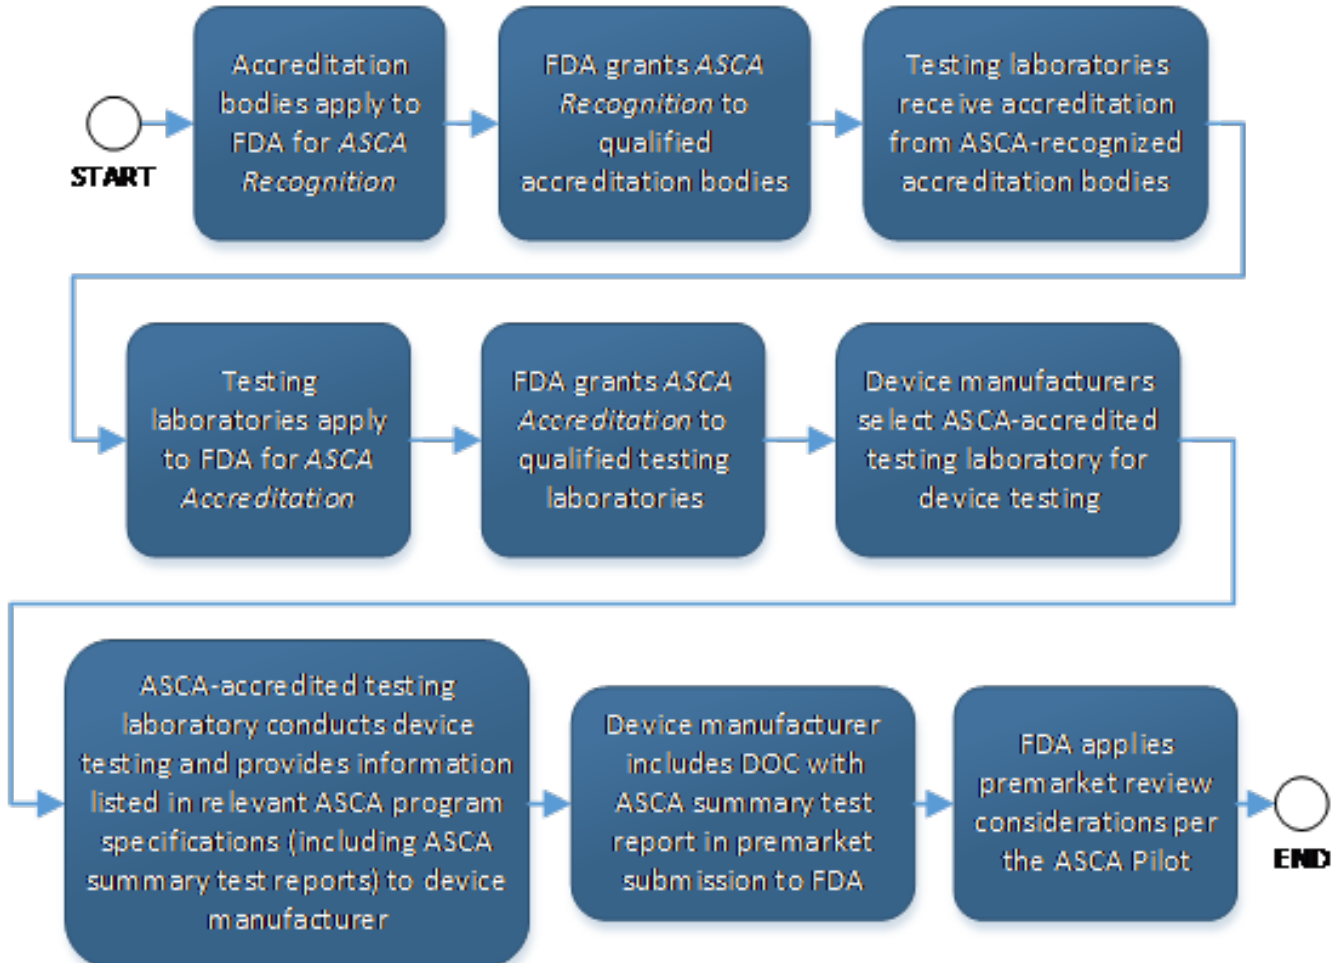 START
Accreditation
bodies apply to
FDA for ASCA
Recognition
FDA grants ASCA
Recognition to
qualified
accreditation bodies
Testing laboratories
receive accreditation
from ASCA-recognized
accreditation bodies
Testing
laboratories apply
to FDA for ASCA
Accreditation
FDA grants ASCA
Accreditation to
qualified testing
laboratories
Device manufacturers
select ASCA-accredited
testing laboratory for
device testing
ASCA-accredited testing
laboratory conducts device
testing and provides information
listed in relevant ASCA program
specifications (including ASCA
summary test reports) to device
manufacturer
Device manufacturer
includes DOC with
ASCA summary test
report in premarket
submission to FDA
FDA applies
premarket review
considerations per
the ASCA Pilot
END